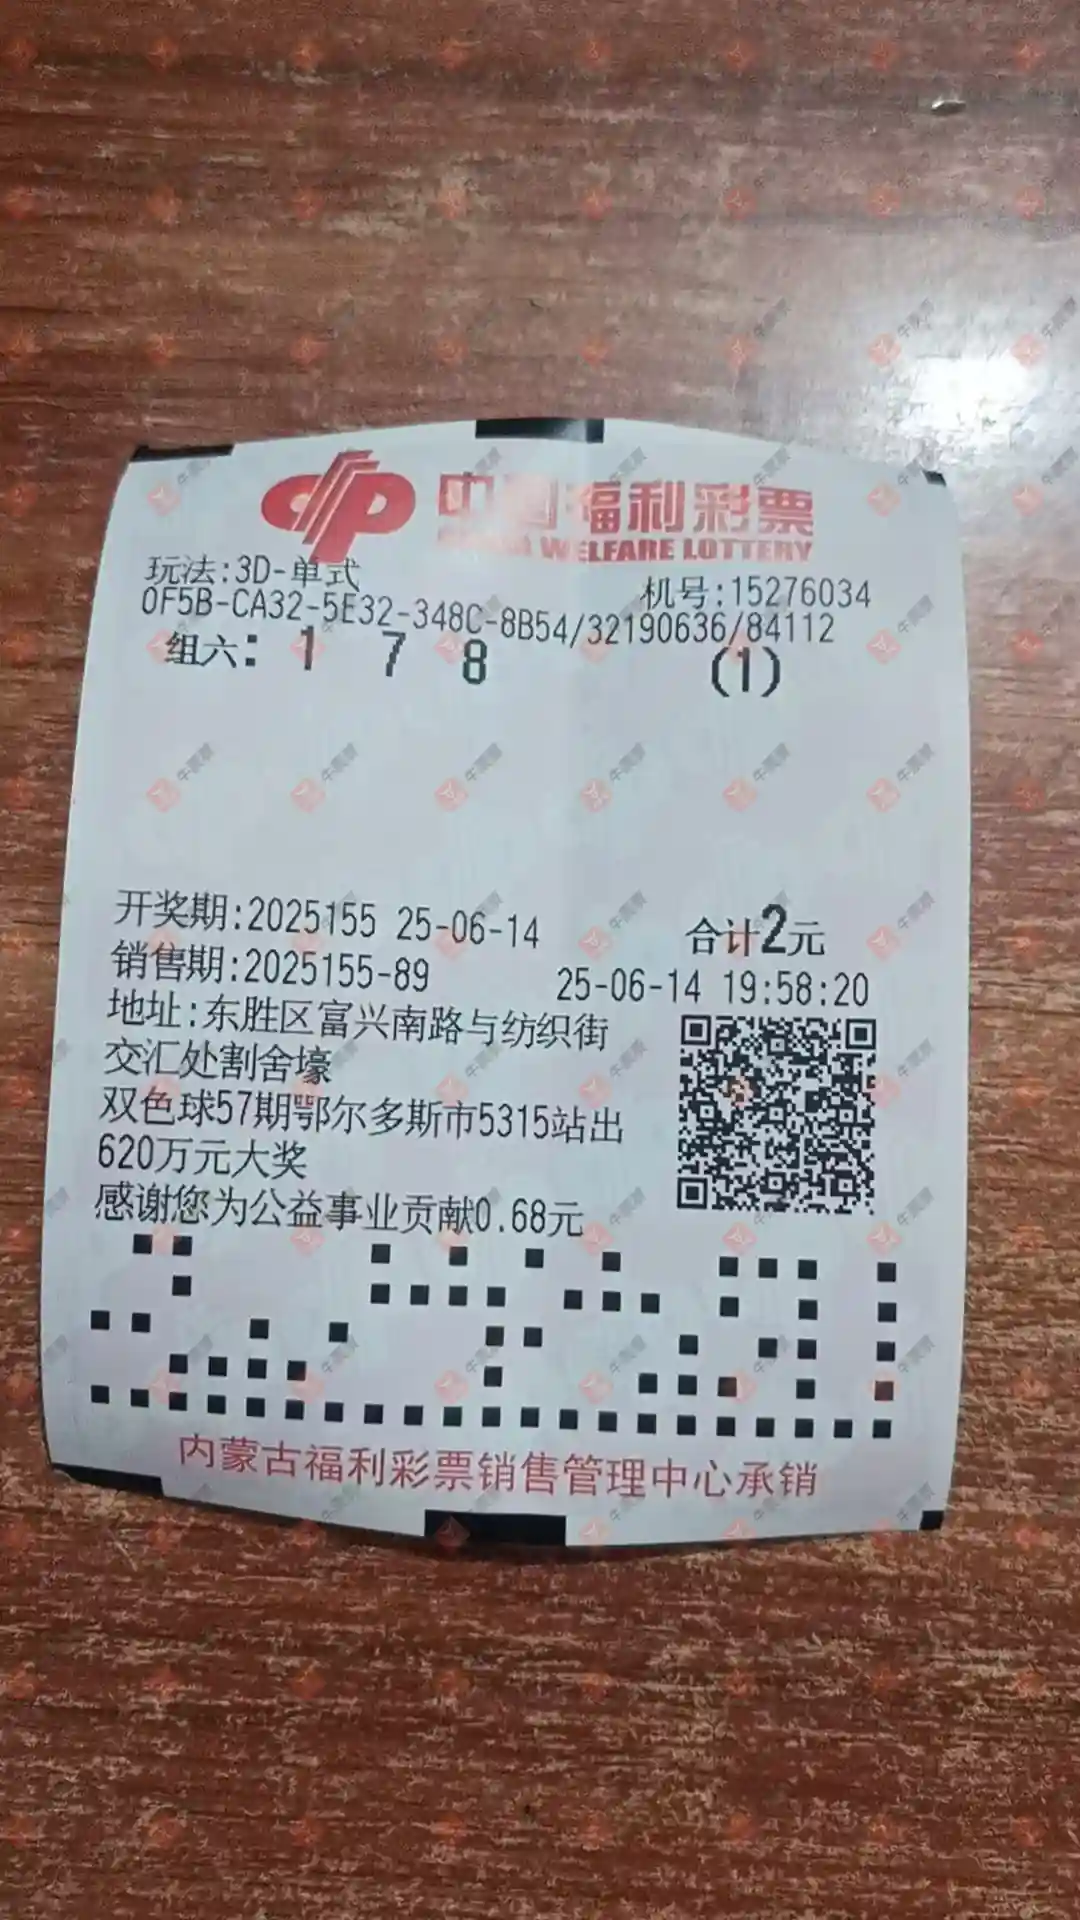 中国福利彩票
CHINA WELFARE LOTTERY
玩法:3D-单式
机号:15276034
0F5B-CA32-5E32-348C-8B54/32190636/84112
组六: 1 7 8 (1)
开奖期:2025155 25-06-14
合计2元
销售期:2025155-89
25-06-14 19:58:20
地址:东胜区富兴南路与纺织街
交汇处割舍壕
双色球57期鄂尔多斯市5315站出
620万元大奖
感谢您为公益事业贡献0.68元
内蒙古福利彩票销售管理中心承销